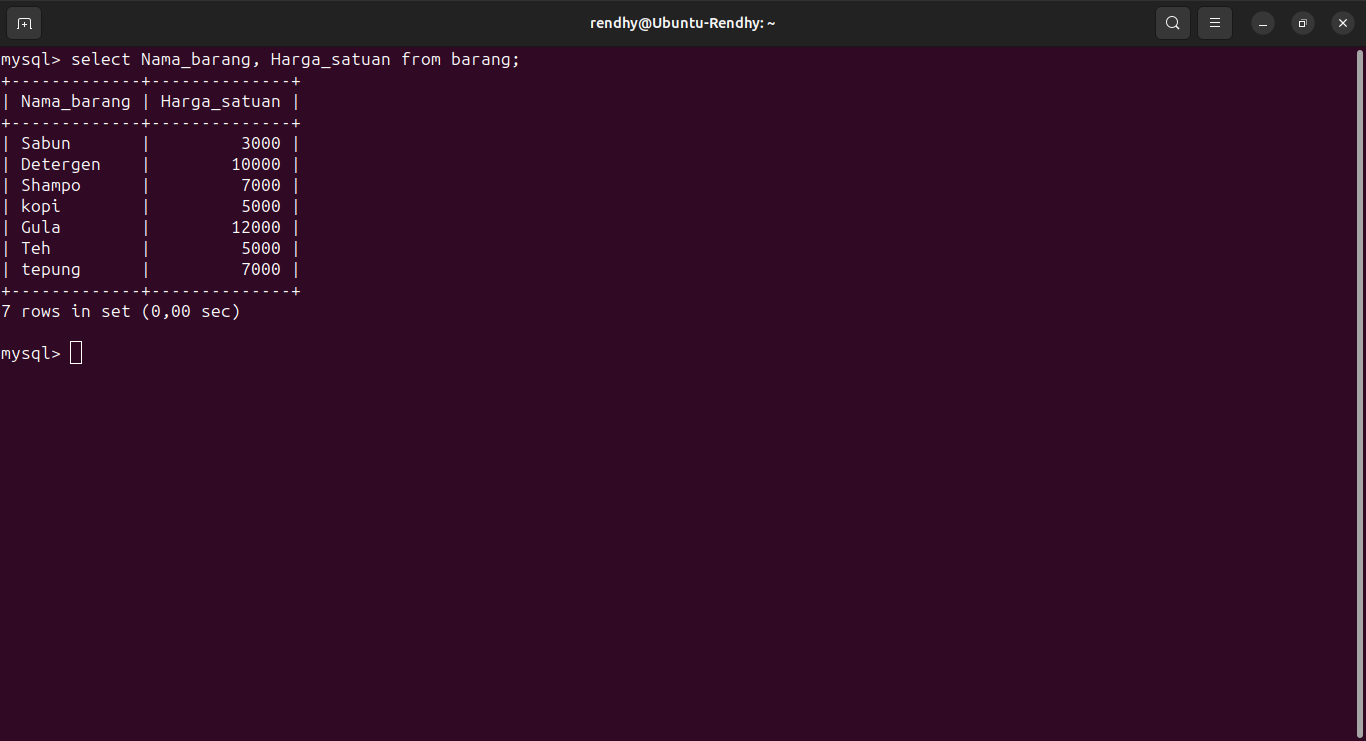 rendhy@Ubuntu-Rendhy: ~
mysql> select Nama_barang, Harga_satuan from barang;
+-------------+--------------+
| Nama_barang | Harga_satuan |
+-------------+--------------+
| Sabun       |         3000 |
| Detergen    |        10000 |
| Shampo      |         7000 |
| kopi        |         5000 |
| Gula        |        12000 |
| Teh         |         5000 |
| tepung      |         7000 |
+-------------+--------------+
7 rows in set (0,00 sec)
mysql>